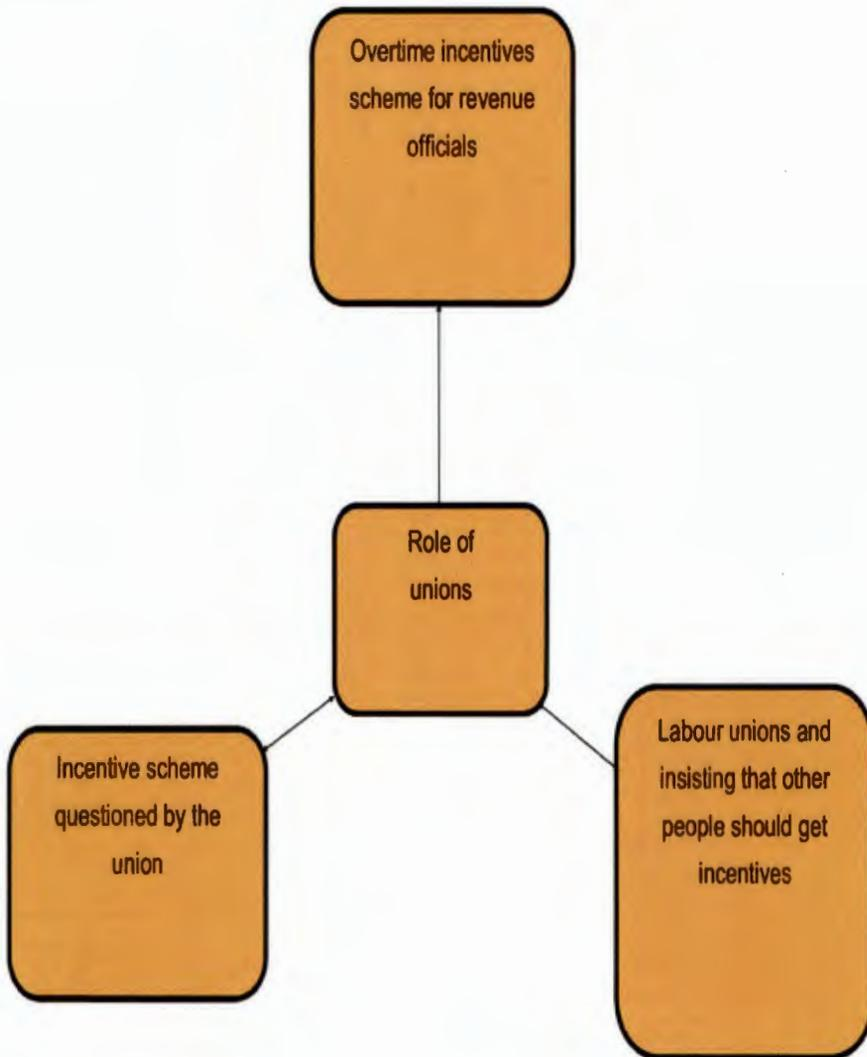 Overtime incentives
scheme for revenue
officials
Role of
unions
Incentive scheme
questioned by the
union
Labour unions and
insisting that other
people should get
incentives